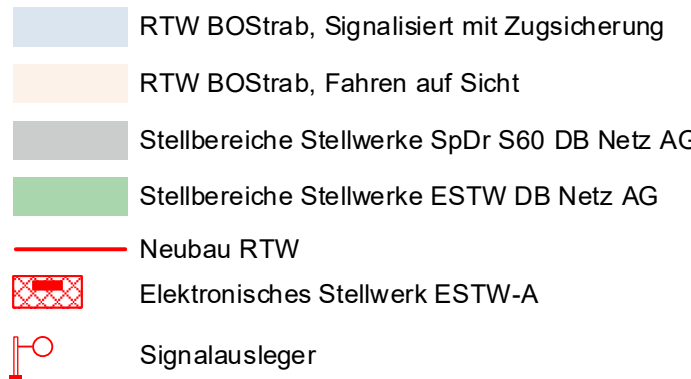 RTW BOStrab, Signalisiert mit Zugsicherung
RTW BOStrab, Fahren auf Sicht
Stellbereiche Stellwerke SpDr S60 DB Netz AG
Stellbereiche Stellwerke ESTW DB Netz AG
Neubau RTW
Elektronisches Stellwerk ESTW-A
Signalausleger